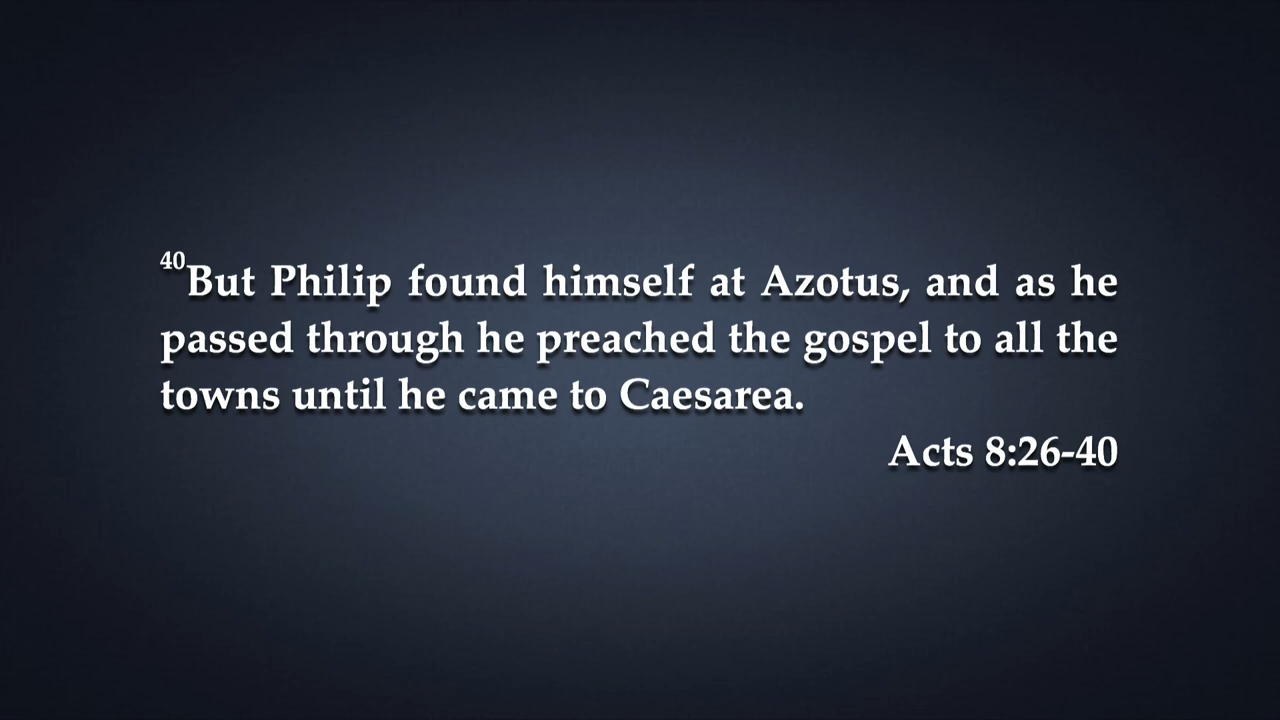 40But Philip found himself at Azotus, and as he
passed through he preached the gospel to all the
towns until he came to Caesarea.
Acts 8:26-40